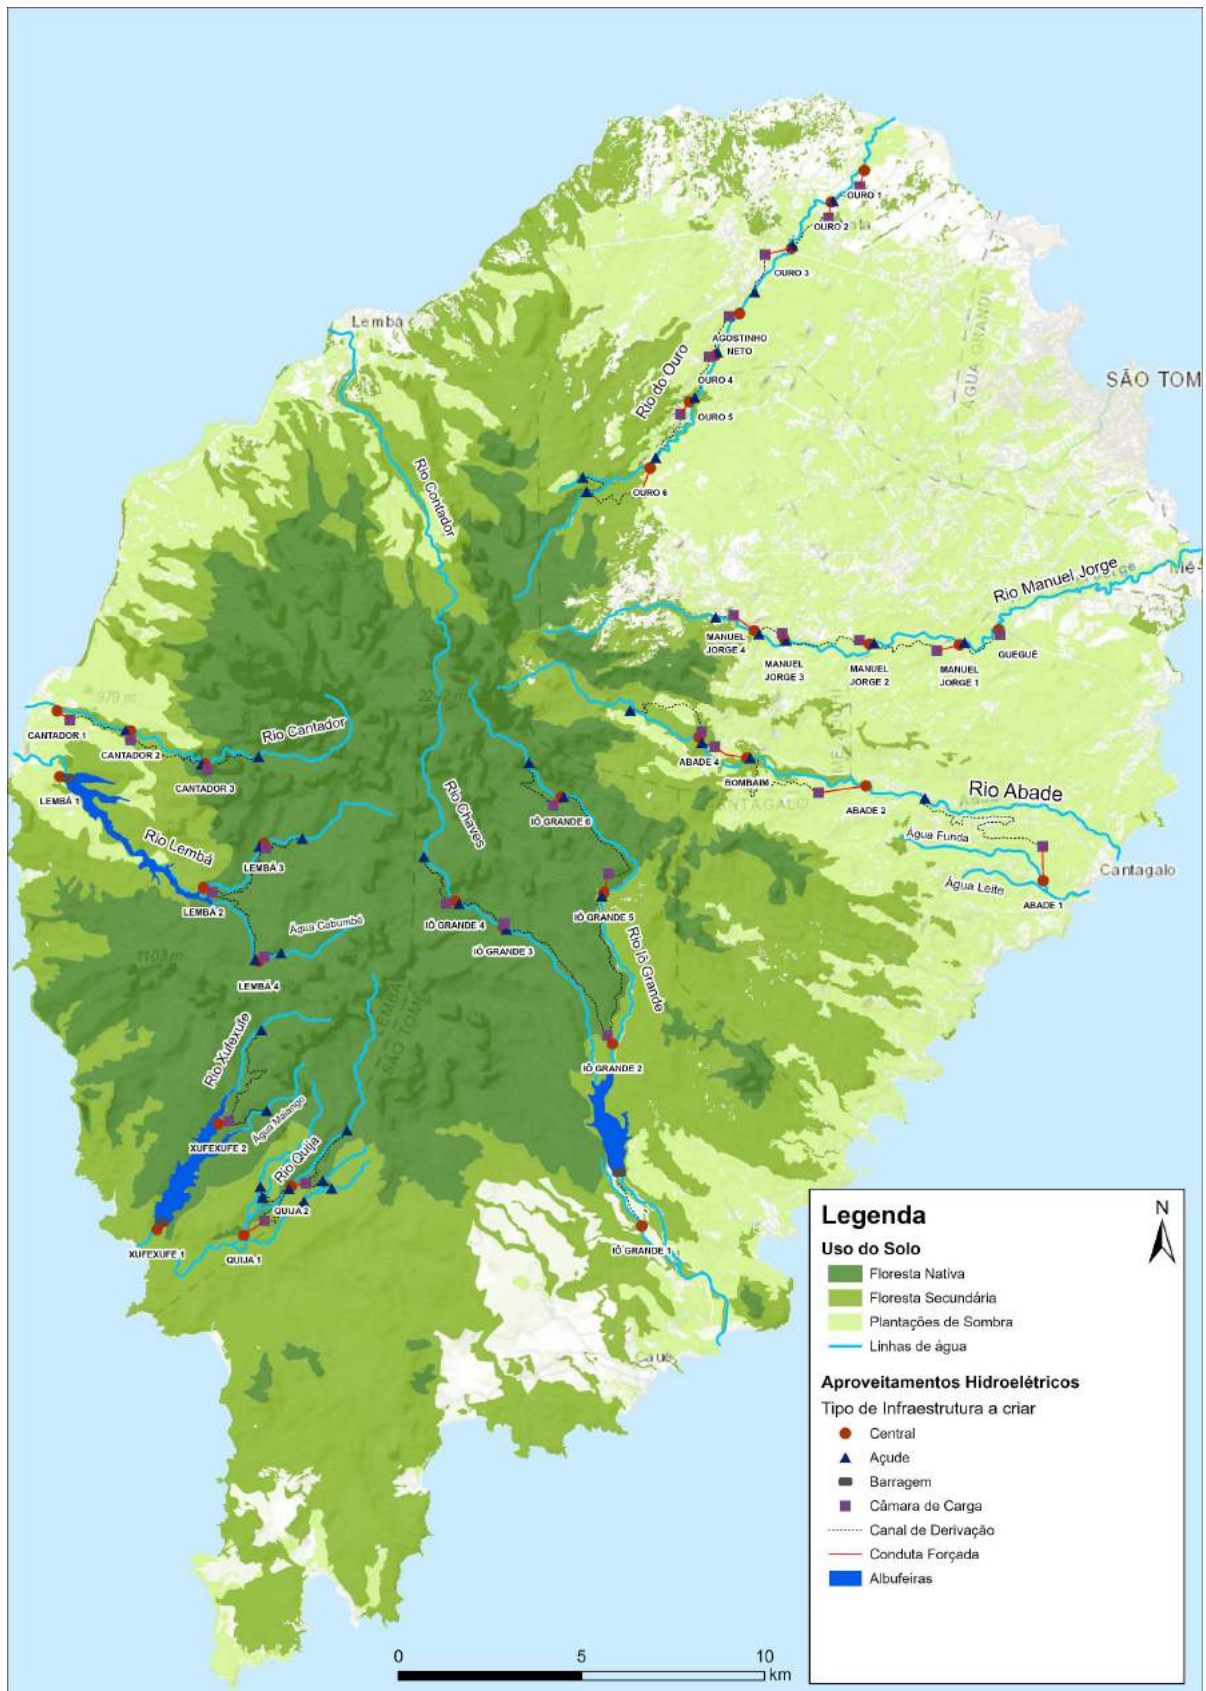 Lembá
OURO 1
OURO 2
OURO 3
AGOSTINHO
NETO
OURO 4
OURO 5
OURO 6
Rio do Ouro
ÁGUA GRANDE
SÃO TOM
Rio Contador
Rio Manuel Jorge
Mé-
MANUEL
JORGE 4
MANUEL
JORGE 3
MANUEL
JORGE 2
MANUEL
JORGE 1
GUEGUÉ
979 m
CANTADOR 1
CANTADOR 2
CANTADOR 3
Rio Cantador
LEMBÁ 1
Rio Lembá
LEMBÁ 3
LEMBÁ 2
LEMBÁ 4
Água Cabumbé
1103 m
Rio Chaves
IÔ GRANDE 6
IÔ GRANDE 5
IÔ GRANDE 4
IÔ GRANDE 3
Rio Iô Grande
IÔ GRANDE 2
IÔ GRANDE 1
ABADE 4
BOMBAIM
CANTAGALO
ABADE 2
Rio Abade
Água Funda
Água Leite
ABADE 1
Cantagalo
LEMBÁ
SÃO TOMÉ
Rio Xufexufe
XUFEXUFE 2
XUFEXUFE 1
Água Maiango
Rio Quija
QUIJA 2
QUIJA 1
Legenda
N
Uso do Solo
Floresta Nativa
Floresta Secundária
Plantações de Sombra
Linhas de água
Aproveitamentos Hidroelétricos
Tipo de Infraestrutura a criar
Central
Açude
Barragem
Câmara de Carga
Canal de Derivação
Conduta Forçada
Albufeiras
0 5 10
km